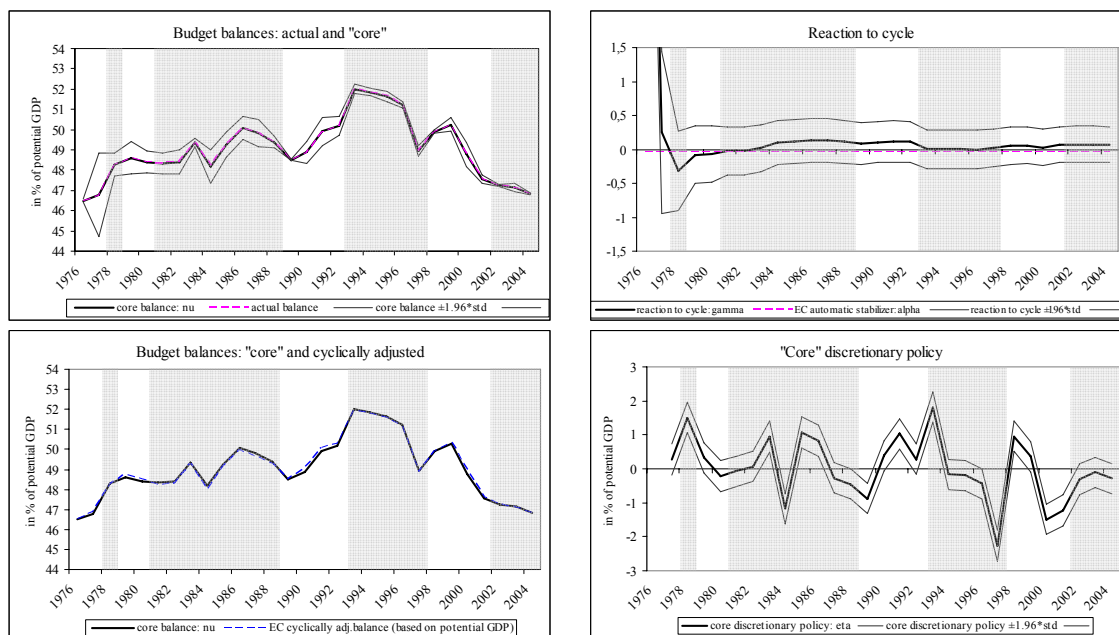 Budget balances: actual and "core"
in % of potential GDP
54
53
52
51
50
49
48
47
46
45
44
1976 1978 1980 1982 1984 1986 1988 1990 1992 1994 1996 1998 2000 2002 2004
core balance: nu actual balance core balance ±1.96*std
Reaction to cycle
1,5
1
0,5
0
-0,5
-1
-1,5
1976 1978 1980 1982 1984 1986 1988 1990 1992 1994 1996 1998 2000 2002 2004
reaction to cycle: gamma EC automatic stabilizer: alpha reaction to cycle ±1.96*std
Budget balances: "core" and cyclically adjusted
in % of potential GDP
54
53
52
51
50
49
48
47
46
45
44
1976 1978 1980 1982 1984 1986 1988 1990 1992 1994 1996 1998 2000 2002 2004
core balance: nu EC cyclically adj.balance (based on potential GDP)
"Core" discretionary policy
in % of potential GDP
3
2
1
0
-1
-2
-3
1976 1978 1980 1982 1984 1986 1988 1990 1992 1994 1996 1998 2000 2002 2004
core discretionary policy: eta core discretionary policy ±1.96*std